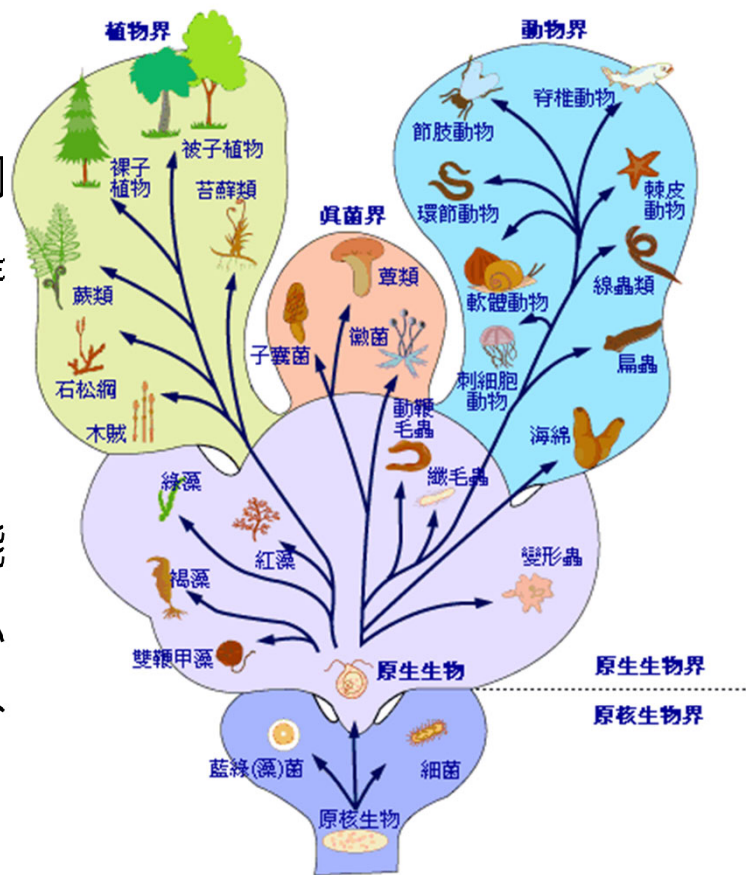 植物界
動物界
脊椎動物
節肢動物
被子植物
裸子
植物
苔蘚類
環節動物
棘皮
動物
眞菌界
蕈類
線蟲類
蕨類
軟體動物
子囊菌
黴菌
石松綱
刺細胞
動物
扁蟲
木賊
動鞭
毛蟲
海綿
纖毛蟲
綠藻
紅藻
變形蟲
褐藻
雙鞭甲藻
原生生物
原生生物界
原核生物界
藍綠(藻)菌
細菌
原核生物